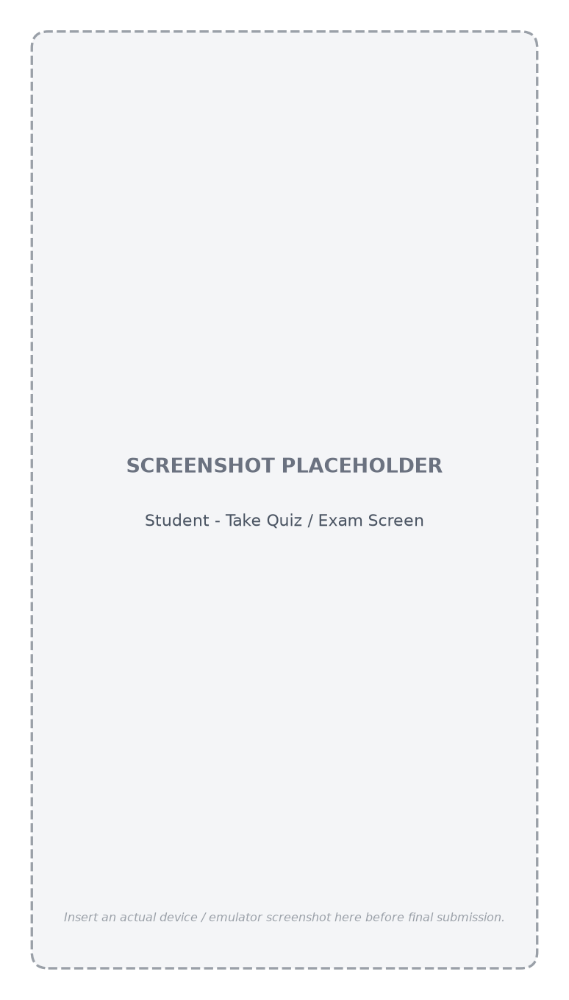 SCREENSHOT PLACEHOLDER
Student - Take Quiz / Exam Screen
Insert an actual device / emulator screenshot here before final submission.